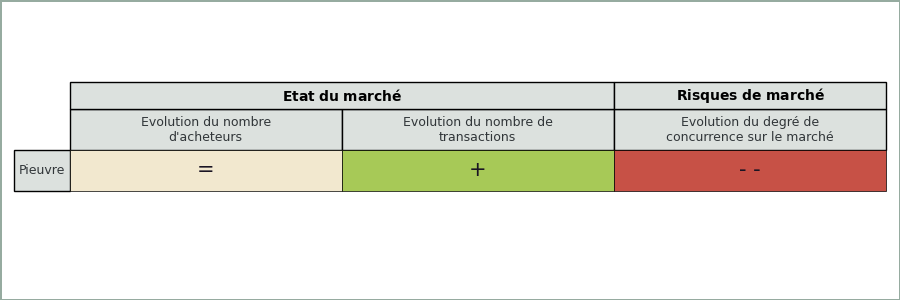 Etat du marché
Risques de marché
Evolution du nombre
d'acheteurs
Evolution du nombre de
transactions
Evolution du degré de
concurrence sur le marché
Pieuvre
=
+
- -